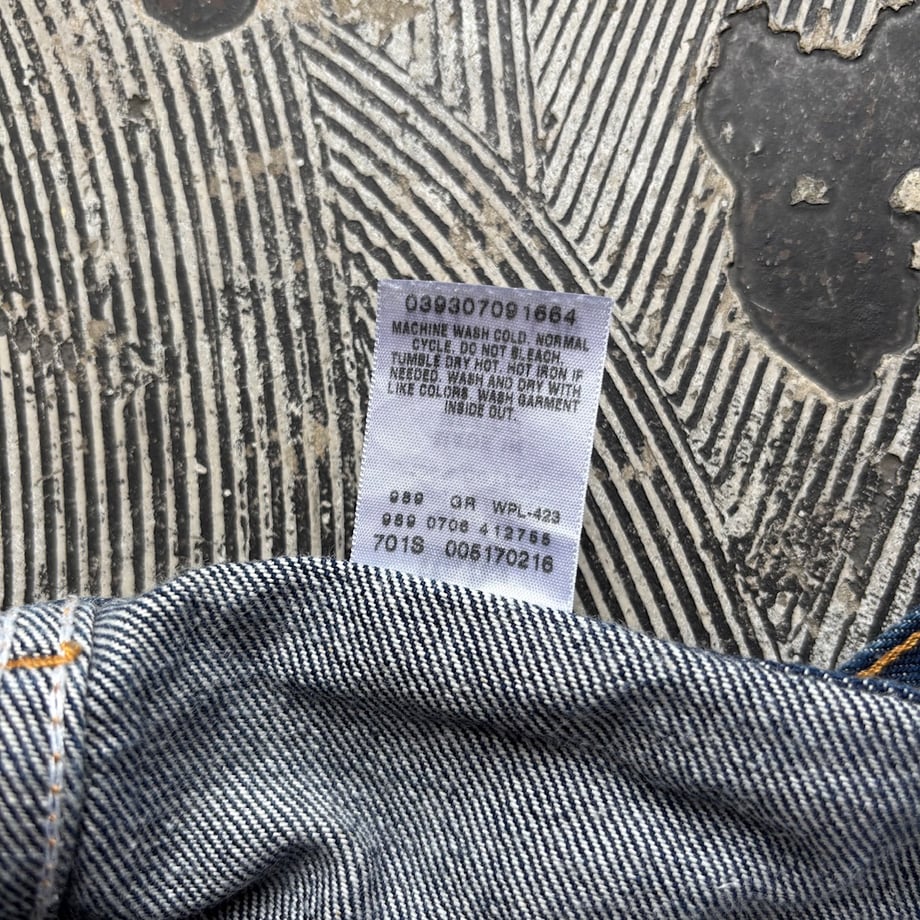 039307091664
MACHINE WASH COLD, NORMAL
CYCLE. DO NOT BLEACH.
TUMBLE DRY HOT. HOT IRON IF
NEEDED. WASH AND DRY WITH
LIKE COLORS. WASH GARMENT
INSIDE OUT.
989 GR WPL-423
989 0706 412755
701S 005170216